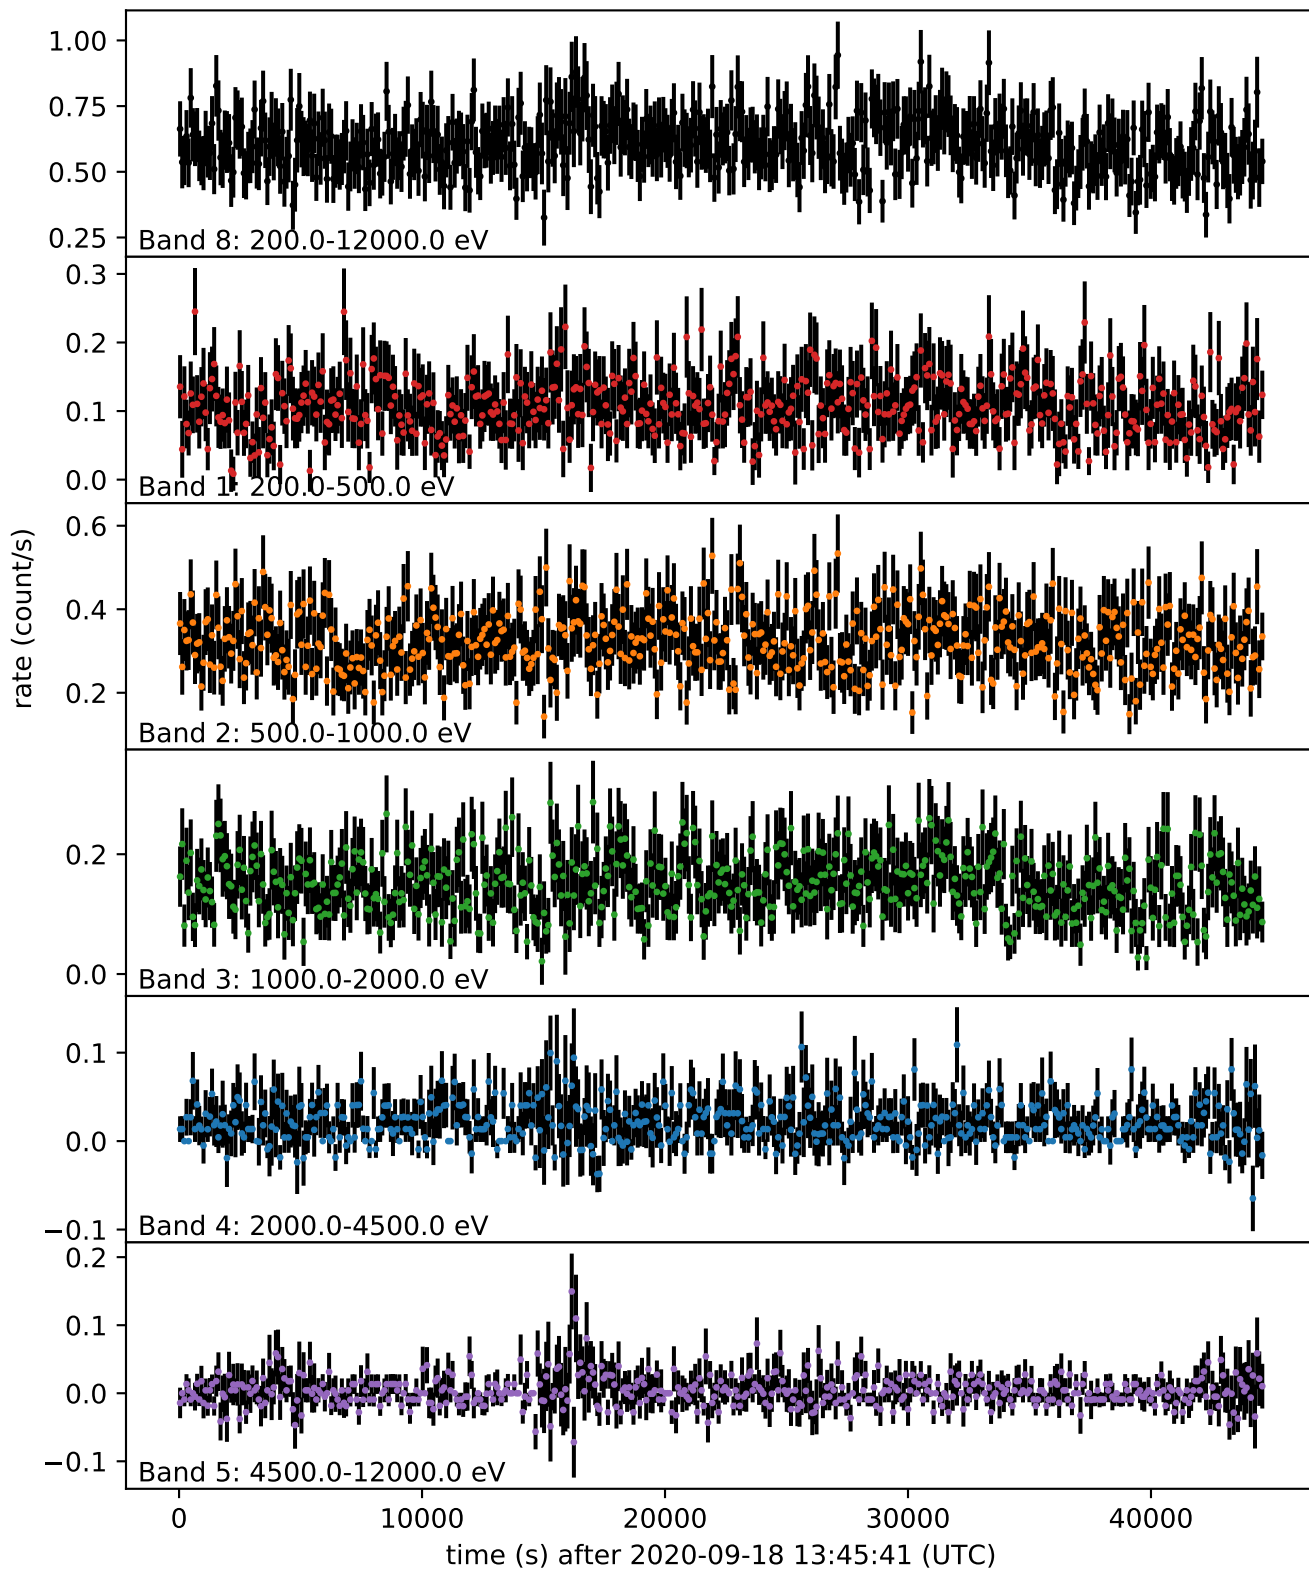 1.00
0.75
0.50
0.25
Band 8: 200.0-12000.0 eV
0.3
0.2
0.1
0.0
Band 1: 200.0-500.0 eV
0.6
0.4
0.2
Band 2: 500.0-1000.0 eV
rate (count/s)
0.2
0.0
Band 3: 1000.0-2000.0 eV
0.1
0.0
−0.1
Band 4: 2000.0-4500.0 eV
0.2
0.1
0.0
−0.1
Band 5: 4500.0-12000.0 eV
0 10000 20000 30000 40000
time (s) after 2020-09-18 13:45:41 (UTC)